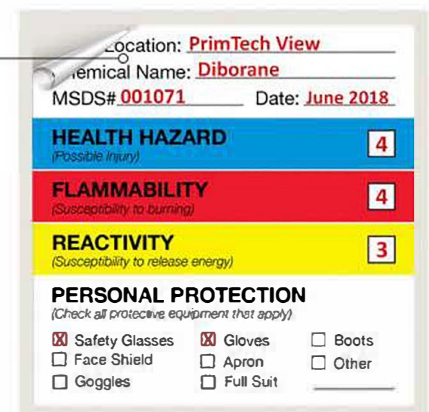 Location: PrimTech View
hemical Name: Diborane
MSDS# 001071 Date: June 2018
HEALTH HAZARD 4
(Possible injury)
FLAMMABILITY 4
(Susceptibility to burning)
REACTIVITY 3
(Susceptibility to release energy)
PERSONAL PROTECTION
(Check all protective equipment that apply)
Safety Glasses Gloves Boots
Face Shield Apron Other
Goggles Full Suit